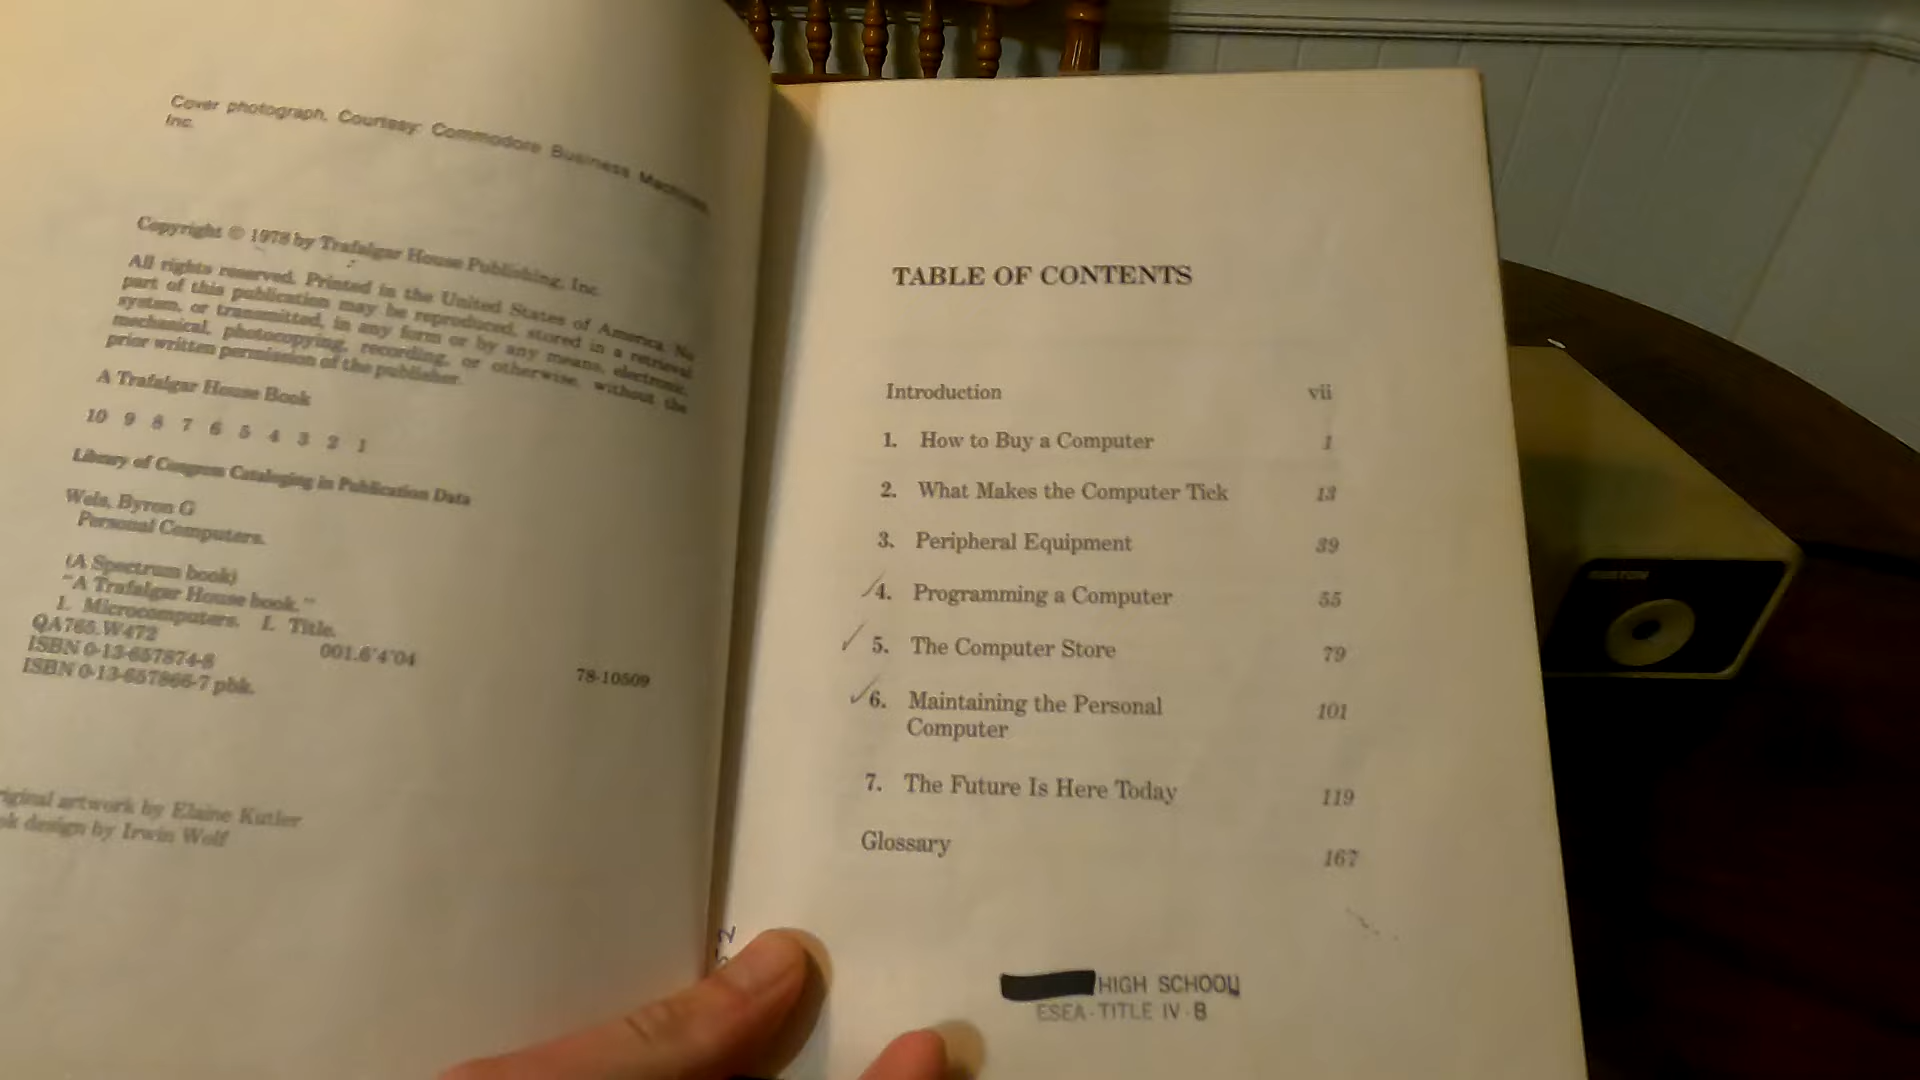 Cover photograph, Courtesy: Commodore Business Machines,
Inc.
Copyright © 1978 by Trafalgar House Publishing, Inc.
All rights reserved. Printed in the United States of America. No
part of this publication may be reproduced, stored in a retrieval
system, or transmitted, in any form or by any means, electronic,
mechanical, photocopying, recording, or otherwise, without the
prior written permission of the publisher.
A Trafalgar House Book
10 9 8 7 6 5 4 3 2 1
Library of Congress Cataloging in Publication Data
Wels, Byron G
Personal Computers.
(A Spectrum book)
"A Trafalgar House book."
1. Microcomputers. I. Title.
QA765.W472 001.6'4'04 78-10509
ISBN 0-13-657874-8
ISBN 0-13-657866-7 pbk.
riginal artwork by Elaine Kutler
ok design by Irwin Wolf
TABLE OF CONTENTS
Introduction vii
1. How to Buy a Computer 1
2. What Makes the Computer Tick 13
3. Peripheral Equipment 39
4. Programming a Computer 55
5. The Computer Store 79
6. Maintaining the Personal
Computer 101
7. The Future Is Here Today 119
Glossary 167
HIGH SCHOOL
ESEA-TITLE IV-B
BOSTON